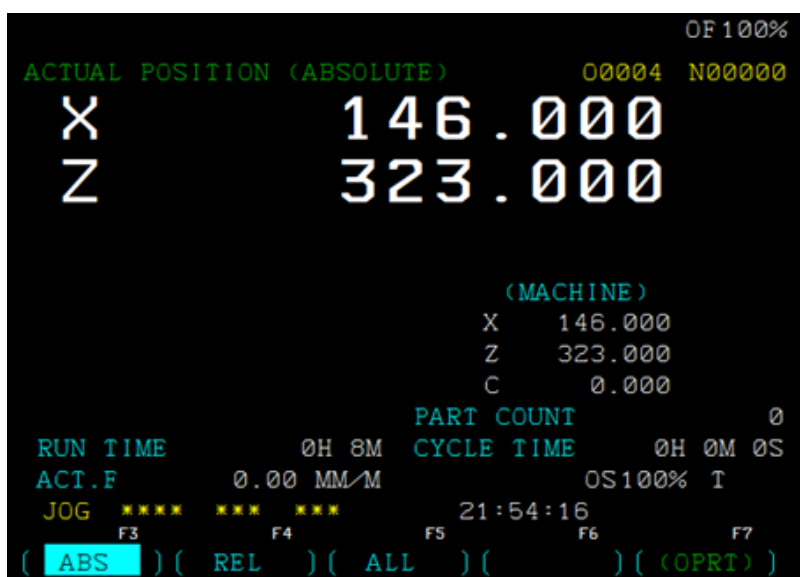 OF100%
ACTUAL POSITION (ABSOLUTE) O0004 N00000
X 146.000
Z 323.000
(MACHINE)
X 146.000
Z 323.000
C 0.000
PART COUNT 0
RUN TIME 0H 8M CYCLE TIME 0H 0M 0S
ACT.F 0.00 MM/M OS100% T
JOG **** *** *** 21:54:16
F3 F4 F5 F6 F7
( ABS )( REL )( ALL )( )( (OPRT) )